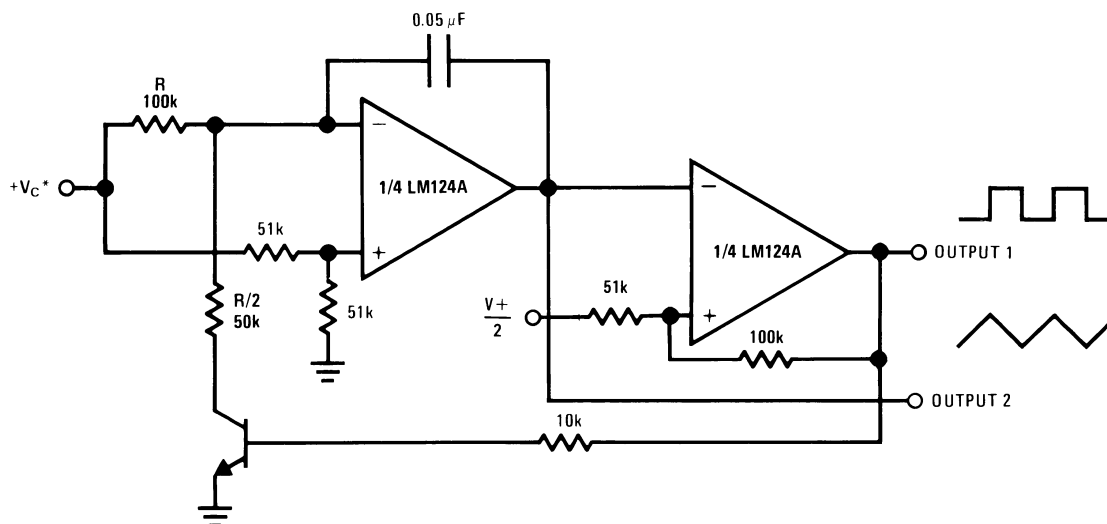 0.05 μF
R
100k
−
+VC*
1/4 LM124A
−
51k
+
1/4 LM124A
OUTPUT 1
R/2
50k
51k
V+
2
51k
+
100k
OUTPUT 2
10k